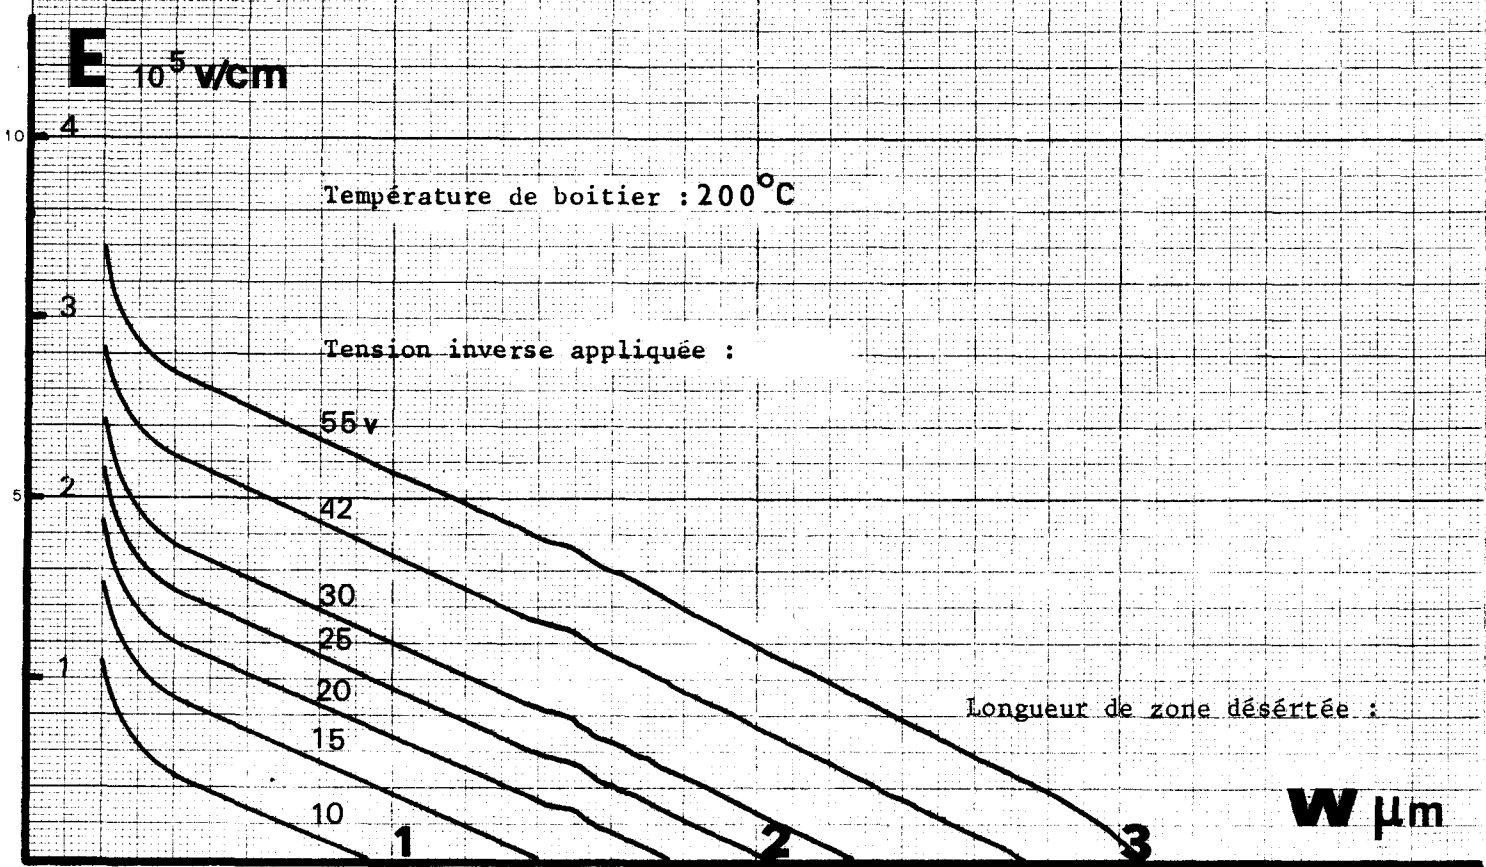 E 10⁵ v/cm
10
4
Température de boitier : 200°C
3
Tension inverse appliquée :
55 v
5
2
42
30
25
1
20
Longueur de zone désértée :
15
10
1
2
3
W μm